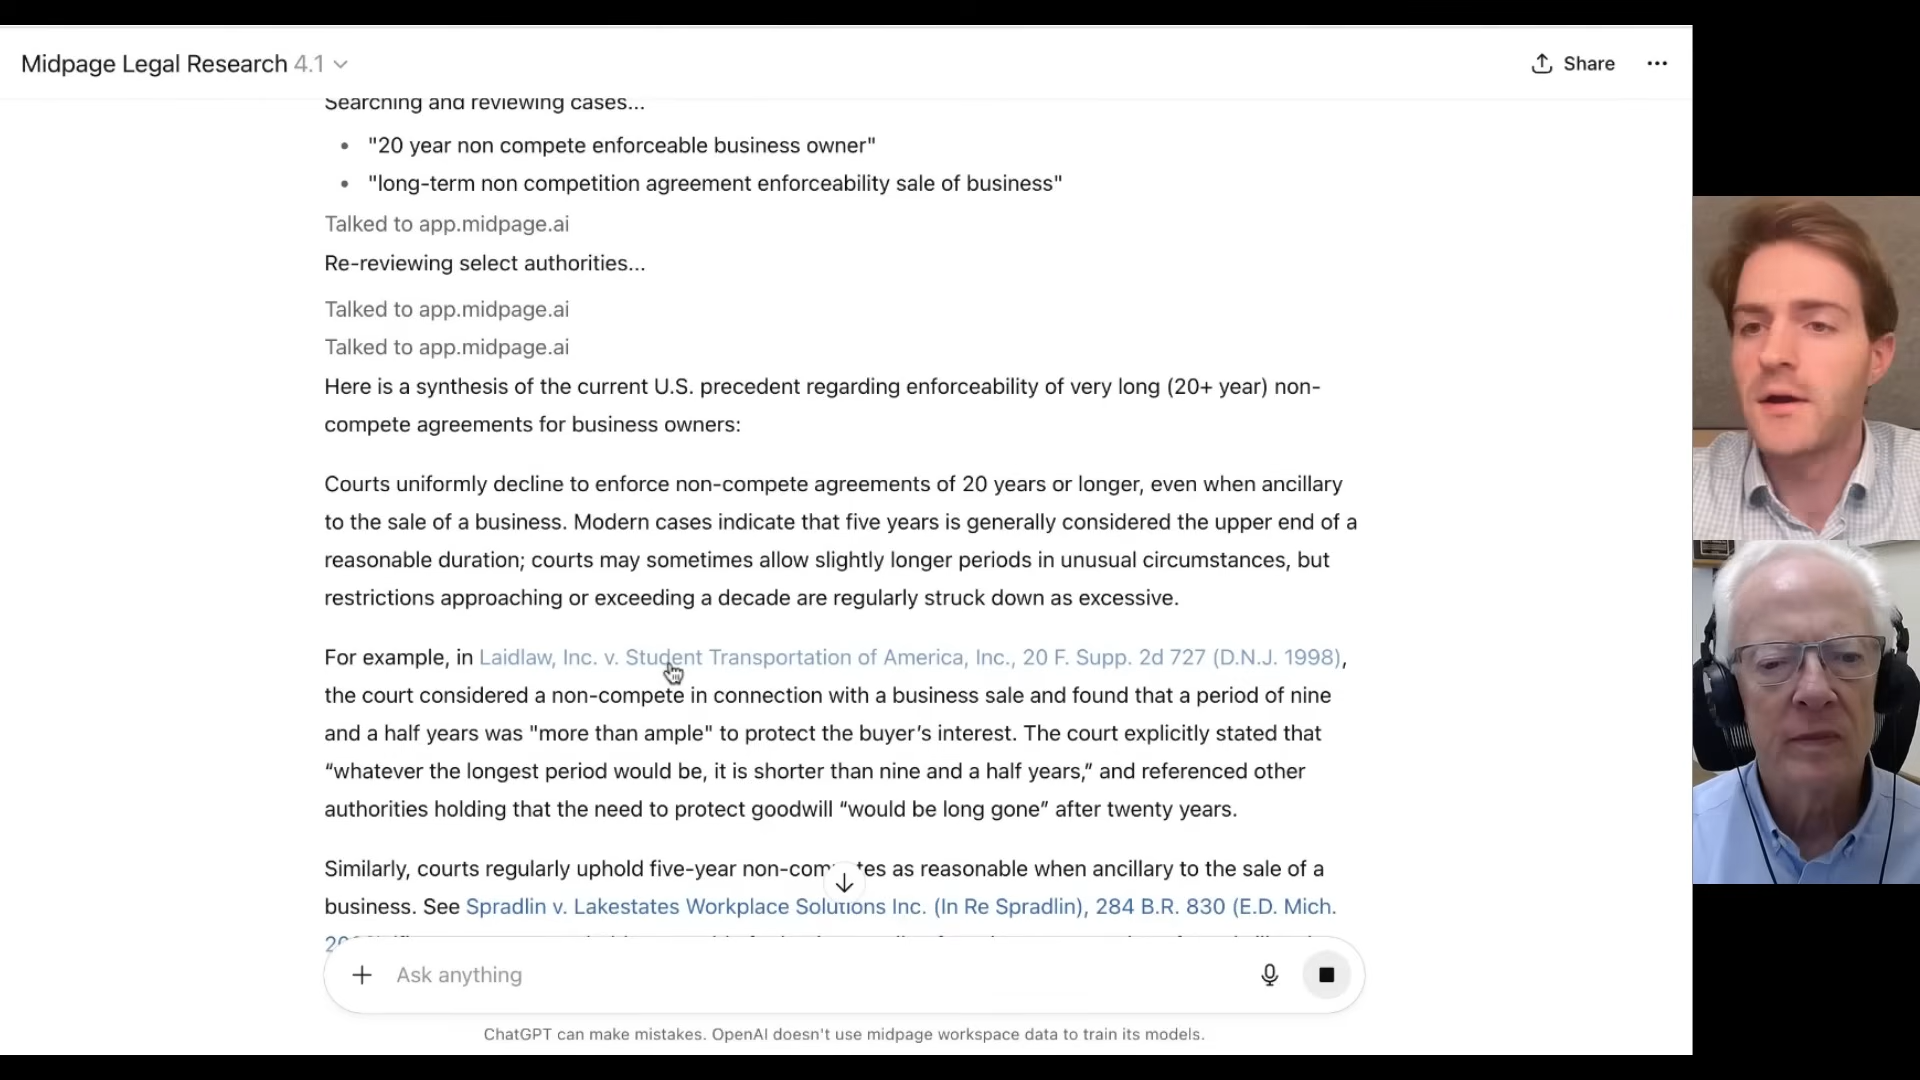 Midpage Legal Research 4.1
Share
Searching and reviewing cases...
• "20 year non compete enforceable business owner"
• "long-term non competition agreement enforceability sale of business"
Talked to app.midpage.ai
Re-reviewing select authorities...
Talked to app.midpage.ai
Talked to app.midpage.ai
Here is a synthesis of the current U.S. precedent regarding enforceability of very long (20+ year) non-
compete agreements for business owners:
Courts uniformly decline to enforce non-compete agreements of 20 years or longer, even when ancillary
to the sale of a business. Modern cases indicate that five years is generally considered the upper end of a
reasonable duration; courts may sometimes allow slightly longer periods in unusual circumstances, but
restrictions approaching or exceeding a decade are regularly struck down as excessive.
For example, in Laidlaw, Inc. v. Student Transportation of America, Inc., 20 F. Supp. 2d 727 (D.N.J. 1998),
the court considered a non-compete in connection with a business sale and found that a period of nine
and a half years was "more than ample" to protect the buyer’s interest. The court explicitly stated that
“whatever the longest period would be, it is shorter than nine and a half years,” and referenced other
authorities holding that the need to protect goodwill “would be long gone” after twenty years.
Similarly, courts regularly uphold five-year non-competes as reasonable when ancillary to the sale of a
business. See Spradlin v. Lakestates Workplace Solutions Inc. (In Re Spradlin), 284 B.R. 830 (E.D. Mich.
Ask anything
ChatGPT can make mistakes. OpenAI doesn't use midpage workspace data to train its models.